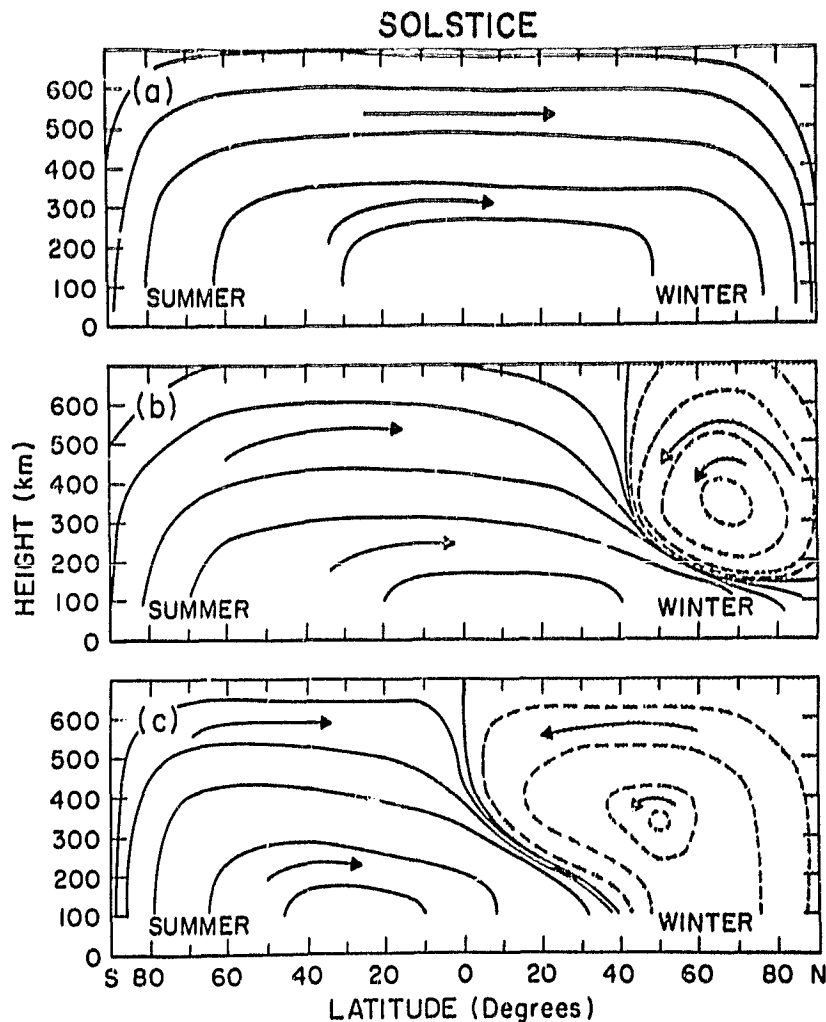 SOLSTICE
(a)
600
500
400
300
200
100
0
SUMMER
WINTER
(b)
600
500
400
300
200
100
0
SUMMER
WINTER
HEIGHT (km)
(c)
600
500
400
300
200
100
0
SUMMER
WINTER
S 80 60 40 20 0 20 40 60 80 N
LATITUDE (Degrees)